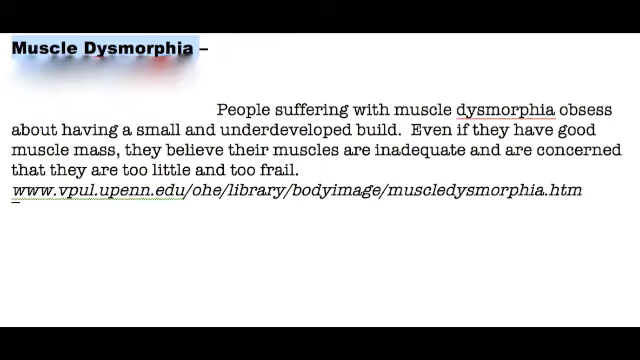 Muscle Dysmorphia –
People suffering with muscle dysmorphia obsess
about having a small and underdeveloped build. Even if they have good
muscle mass, they believe their muscles are inadequate and are concerned
that they are too little and too frail.
www.vpul.upenn.edu/ohe/library/bodyimage/muscledysmorphia.htm